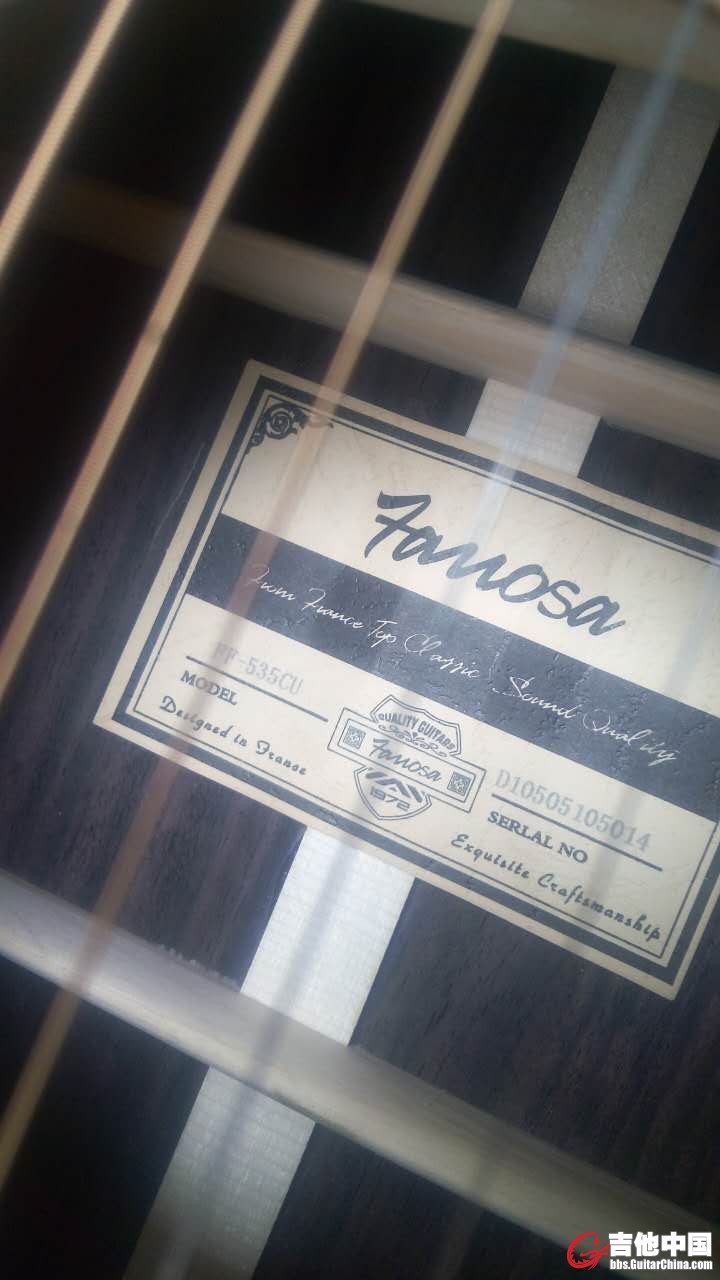 Famosa
From France Top Classic Sound Quality
FF-535CU
MODEL
Designed in Franse
QUALITY GUITARS
Famosa
1972
D10505105014
SERLAL NO
Exquisite Craftsmanship
吉他中国
bbs.GuitarChina.com